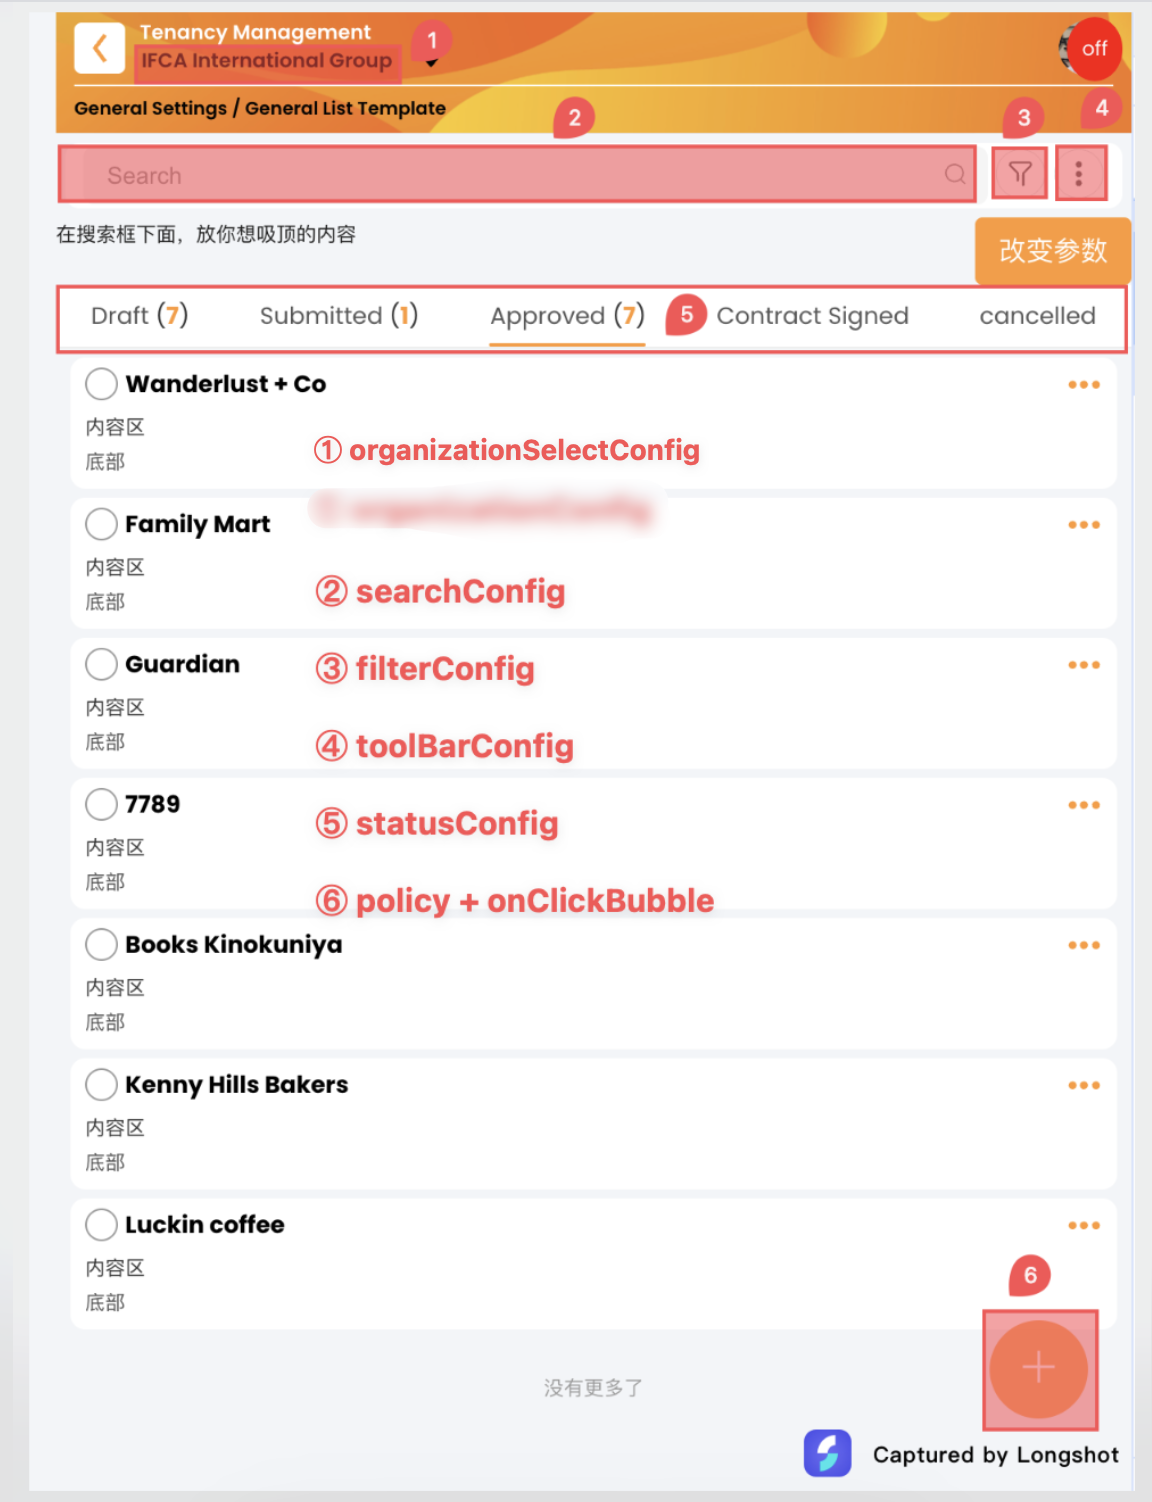 Tenancy Management
IFCA International Group
1
off
General Settings / General List Template
2
3
4
Search
在搜索框下面，放你想吸顶的内容
改变参数
Draft (7)
Submitted (1)
Approved (7)
5
Contract Signed
cancelled
Wanderlust + Co
内容区
底部
① organizationSelectConfig
Family Mart
内容区
底部
② searchConfig
Guardian
③ filterConfig
内容区
底部
④ toolBarConfig
7789
⑤ statusConfig
内容区
底部
⑥ policy + onClickBubble
Books Kinokuniya
内容区
底部
Kenny Hills Bakers
内容区
底部
Luckin coffee
内容区
底部
6
没有更多了
Captured by Longshot